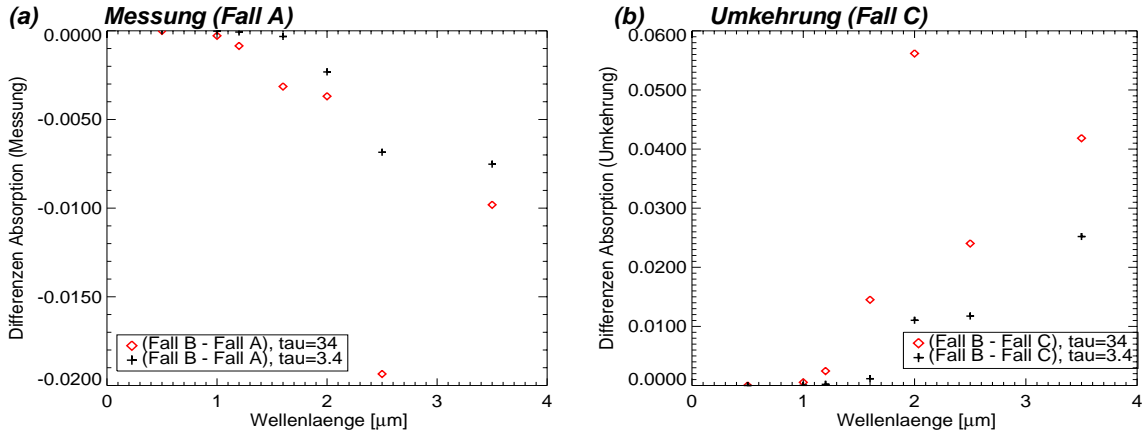 (a) Messung (Fall A)
0.0000
-0.0050
-0.0100
-0.0150
-0.0200
Differenzen Absorption (Messung)
(Fall B - Fall A), tau=34
(Fall B - Fall A), tau=3.4
0 1 2 3 4
Wellenlaenge [µm]
(b) Umkehrung (Fall C)
0.0600
0.0500
0.0400
0.0300
0.0200
0.0100
0.0000
Differenzen Absorption (Umkehrung)
(Fall B - Fall C), tau=34
(Fall B - Fall C), tau=3.4
0 1 2 3 4
Wellenlaenge [µm]